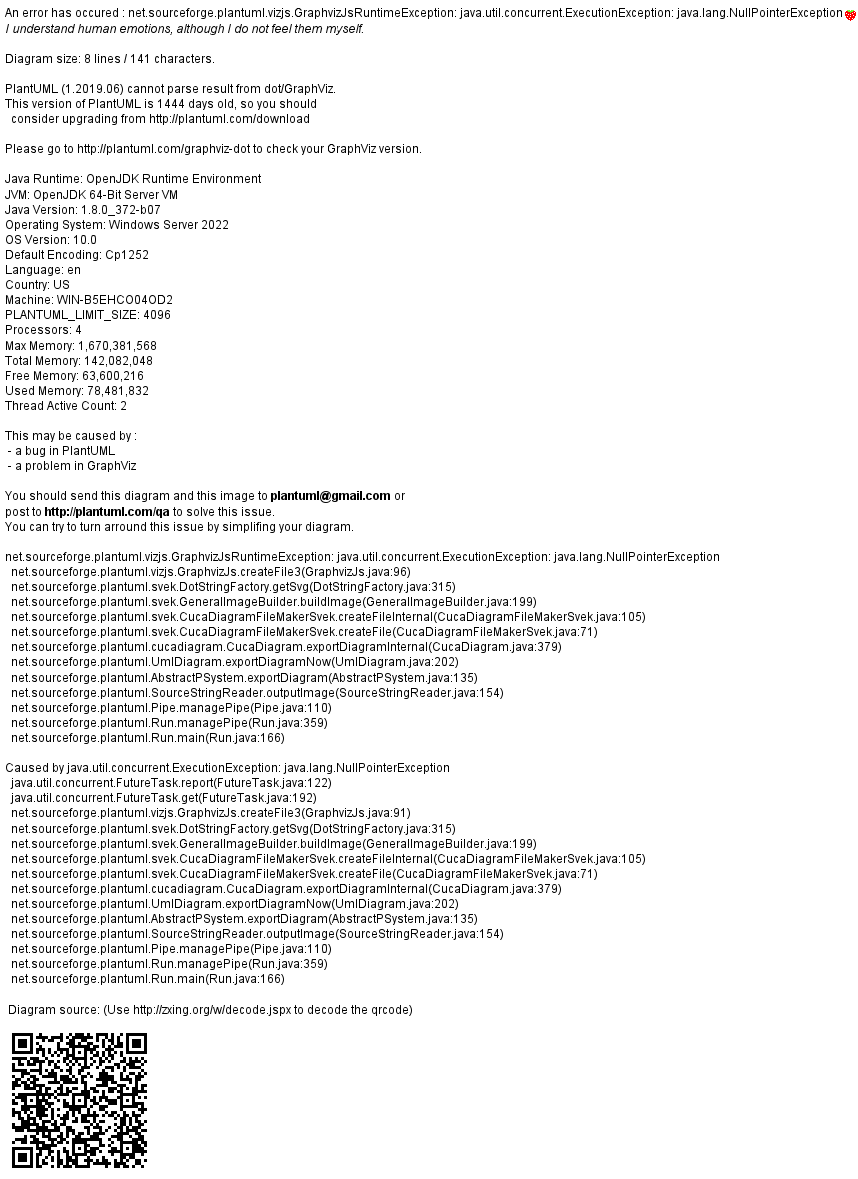 An error has occured : net.sourceforge.plantuml.vizjs.GraphvizJsRuntimeException: java.util.concurrent.ExecutionException: java.lang.NullPointerException
I understand human emotions, although I do not feel them myself.
Diagram size: 8 lines / 141 characters.
PlantUML (1.2019.06) cannot parse result from dot/GraphViz.
This version of PlantUML is 1444 days old, so you should
consider upgrading from http://plantuml.com/download
Please go to http://plantuml.com/graphviz-dot to check your GraphViz version.
Java Runtime: OpenJDK Runtime Environment
JVM: OpenJDK 64-Bit Server VM
Java Version: 1.8.0_372-b07
Operating System: Windows Server 2022
OS Version: 10.0
Default Encoding: Cp1252
Language: en
Country: US
Machine: WIN-B5EHCO04OD2
PLANTUML_LIMIT_SIZE: 4096
Processors: 4
Max Memory: 1,670,381,568
Total Memory: 142,082,048
Free Memory: 63,600,216
Used Memory: 78,481,832
Thread Active Count: 2
This may be caused by :
- a bug in PlantUML
- a problem in GraphViz
You should send this diagram and this image to plantuml@gmail.com or
post to http://plantuml.com/qa to solve this issue.
You can try to turn arround this issue by simplifing your diagram.
net.sourceforge.plantuml.vizjs.GraphvizJsRuntimeException: java.util.concurrent.ExecutionException: java.lang.NullPointerException
net.sourceforge.plantuml.vizjs.GraphvizJs.createFile3(GraphvizJs.java:96)
net.sourceforge.plantuml.svek.DotStringFactory.getSvg(DotStringFactory.java:315)
net.sourceforge.plantuml.svek.GeneralImageBuilder.buildImage(GeneralImageBuilder.java:199)
net.sourceforge.plantuml.svek.CucaDiagramFileMakerSvek.createFileInternal(CucaDiagramFileMakerSvek.java:105)
net.sourceforge.plantuml.svek.CucaDiagramFileMakerSvek.createFile(CucaDiagramFileMakerSvek.java:71)
net.sourceforge.plantuml.cucadiagram.CucaDiagram.exportDiagramInternal(CucaDiagram.java:379)
net.sourceforge.plantuml.UmlDiagram.exportDiagramNow(UmlDiagram.java:202)
net.sourceforge.plantuml.AbstractPSystem.exportDiagram(AbstractPSystem.java:135)
net.sourceforge.plantuml.SourceStringReader.outputImage(SourceStringReader.java:154)
net.sourceforge.plantuml.Pipe.managePipe(Pipe.java:110)
net.sourceforge.plantuml.Run.managePipe(Run.java:359)
net.sourceforge.plantuml.Run.main(Run.java:166)
Caused by java.util.concurrent.ExecutionException: java.lang.NullPointerException
java.util.concurrent.FutureTask.report(FutureTask.java:122)
java.util.concurrent.FutureTask.get(FutureTask.java:192)
net.sourceforge.plantuml.vizjs.GraphvizJs.createFile3(GraphvizJs.java:91)
net.sourceforge.plantuml.svek.DotStringFactory.getSvg(DotStringFactory.java:315)
net.sourceforge.plantuml.svek.GeneralImageBuilder.buildImage(GeneralImageBuilder.java:199)
net.sourceforge.plantuml.svek.CucaDiagramFileMakerSvek.createFileInternal(CucaDiagramFileMakerSvek.java:105)
net.sourceforge.plantuml.svek.CucaDiagramFileMakerSvek.createFile(CucaDiagramFileMakerSvek.java:71)
net.sourceforge.plantuml.cucadiagram.CucaDiagram.exportDiagramInternal(CucaDiagram.java:379)
net.sourceforge.plantuml.UmlDiagram.exportDiagramNow(UmlDiagram.java:202)
net.sourceforge.plantuml.AbstractPSystem.exportDiagram(AbstractPSystem.java:135)
net.sourceforge.plantuml.SourceStringReader.outputImage(SourceStringReader.java:154)
net.sourceforge.plantuml.Pipe.managePipe(Pipe.java:110)
net.sourceforge.plantuml.Run.managePipe(Run.java:359)
net.sourceforge.plantuml.Run.main(Run.java:166)
Diagram source: (Use http://zxing.org/w/decode.jspx to decode the qrcode)